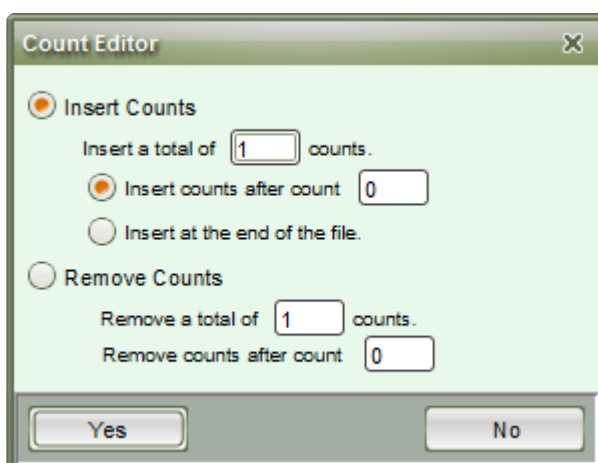 Count Editor
Insert Counts
Insert a total of 1 counts.
Insert counts after count 0
Insert at the end of the file.
Remove Counts
Remove a total of 1 counts.
Remove counts after count 0
Yes No